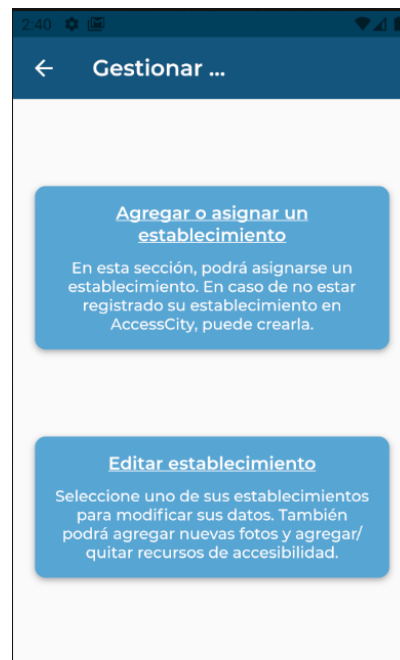 2:40
Gestionar ...
Agregar o asignar un
establecimiento
En esta sección, podrá asignarse un
establecimiento. En caso de no estar
registrado su establecimiento en
AccessCity, puede crearla.
Editar establecimiento
Seleccione uno de sus establecimientos
para modificar sus datos. También
podrá agregar nuevas fotos y agregar/
quitar recursos de accesibilidad.